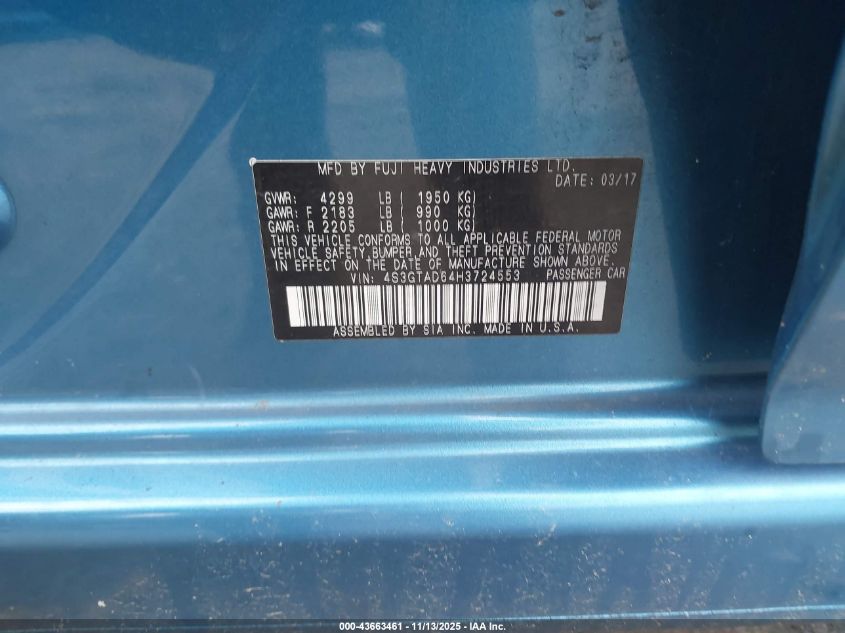 MFD BY FUJI HEAVY INDUSTRIES LTD.
DATE: 03/17
GVWR: 4299 LB ( 1950 KG)
GAWR: F 2183 LB ( 990 KG)
GAWR: R 2205 LB ( 1000 KG)
THIS VEHICLE CONFORMS TO ALL APPLICABLE FEDERAL MOTOR
VEHICLE SAFETY, BUMPER, AND THEFT PREVENTION STANDARDS
IN EFFECT ON THE DATE OF MANUFACTURE SHOWN ABOVE.
VIN: 4S3GTAD64H3724553 PASSENGER CAR
ASSEMBLED BY SIA INC. MADE IN U.S.A.
000-43663461 - 11/13/2025 - IAA Inc.